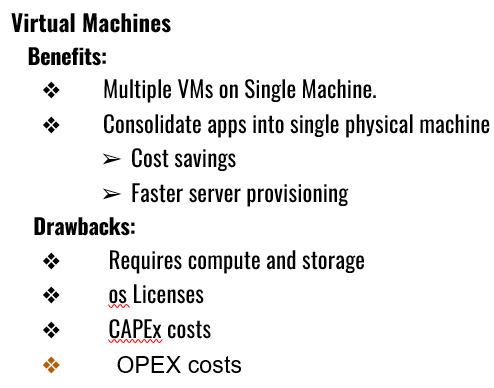 Virtual Machines
Benefits:
❖ Multiple VMs on Single Machine.
❖ Consolidate apps into single physical machine
➢ Cost savings
➢ Faster server provisioning
Drawbacks:
❖ Requires compute and storage
❖ os Licenses
❖ CAPEx costs
❖ OPEX costs